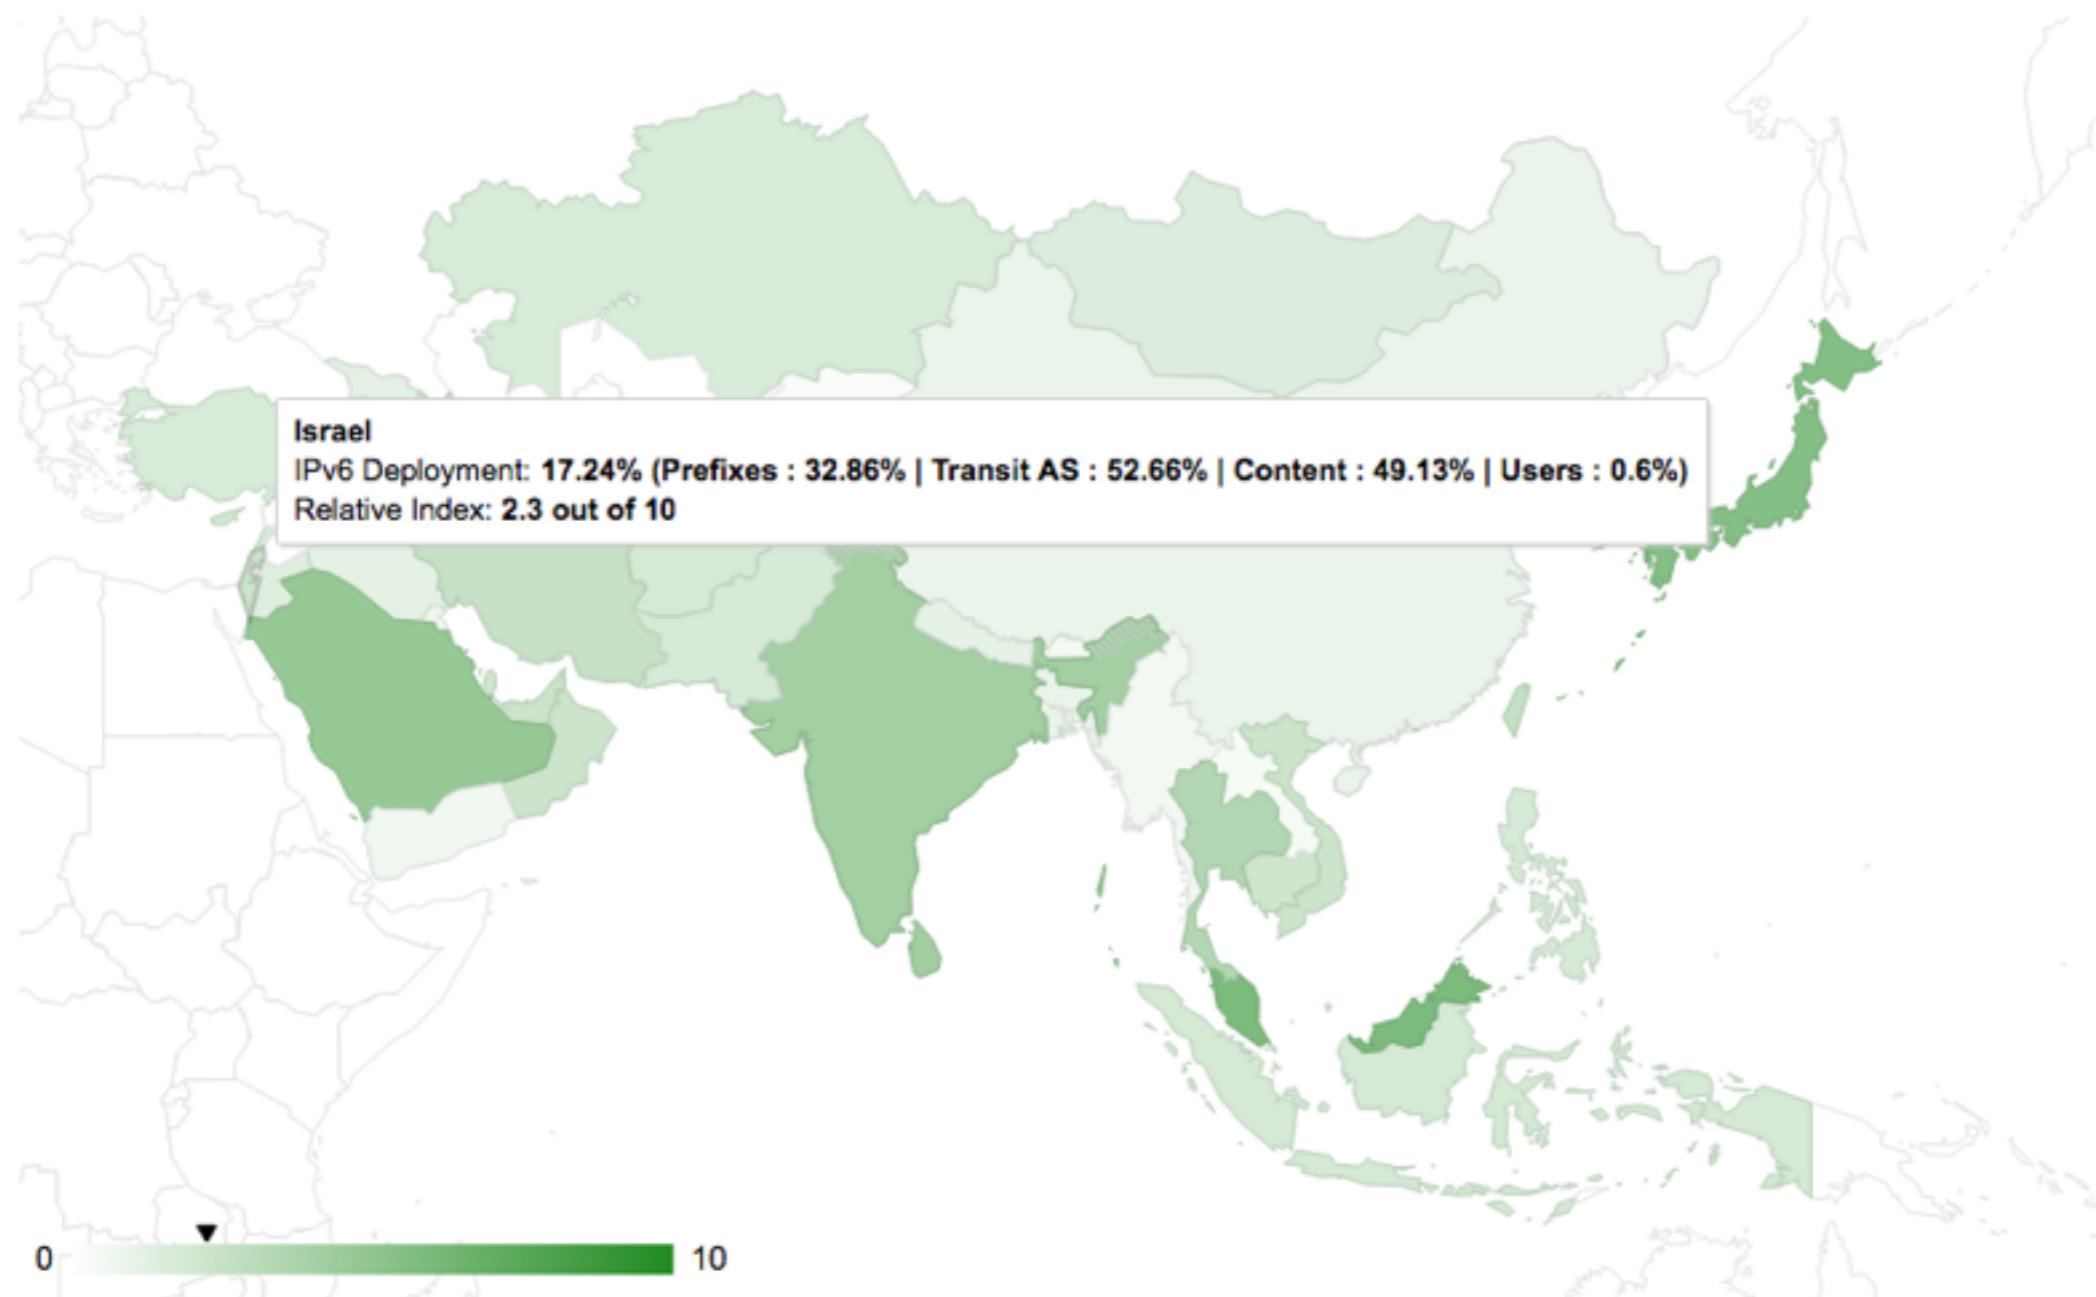 Israel
IPv6 Deployment: 17.24% (Prefixes : 32.86% | Transit AS : 52.66% | Content : 49.13% | Users : 0.6%)
Relative Index: 2.3 out of 10
0 10